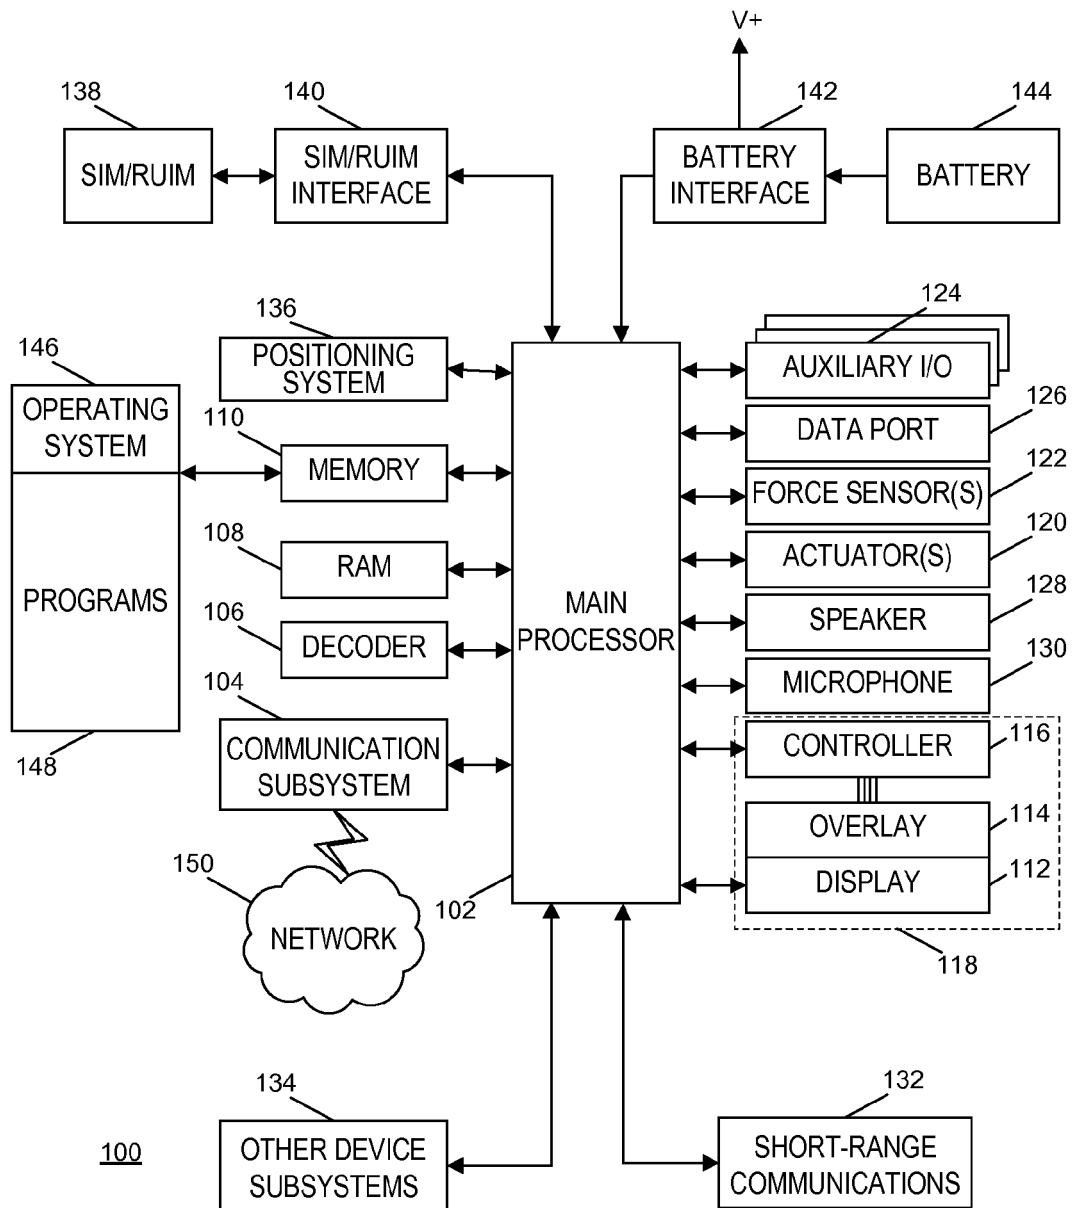 V+
138
140
142
144
SIM/RUIM
SIM/RUIM
INTERFACE
BATTERY
INTERFACE
BATTERY
136
124
146
POSITIONING
SYSTEM
AUXILIARY I/O
OPERATING
SYSTEM
110
126
DATA PORT
MEMORY
122
FORCE SENSOR(S)
108
120
RAM
ACTUATOR(S)
PROGRAMS
MAIN
PROCESSOR
106
128
DECODER
SPEAKER
130
104
MICROPHONE
148
COMMUNICATION
SUBSYSTEM
CONTROLLER
116
OVERLAY
114
150
102
DISPLAY
112
NETWORK
118
134
132
100
OTHER DEVICE
SUBSYSTEMS
SHORT-RANGE
COMMUNICATIONS